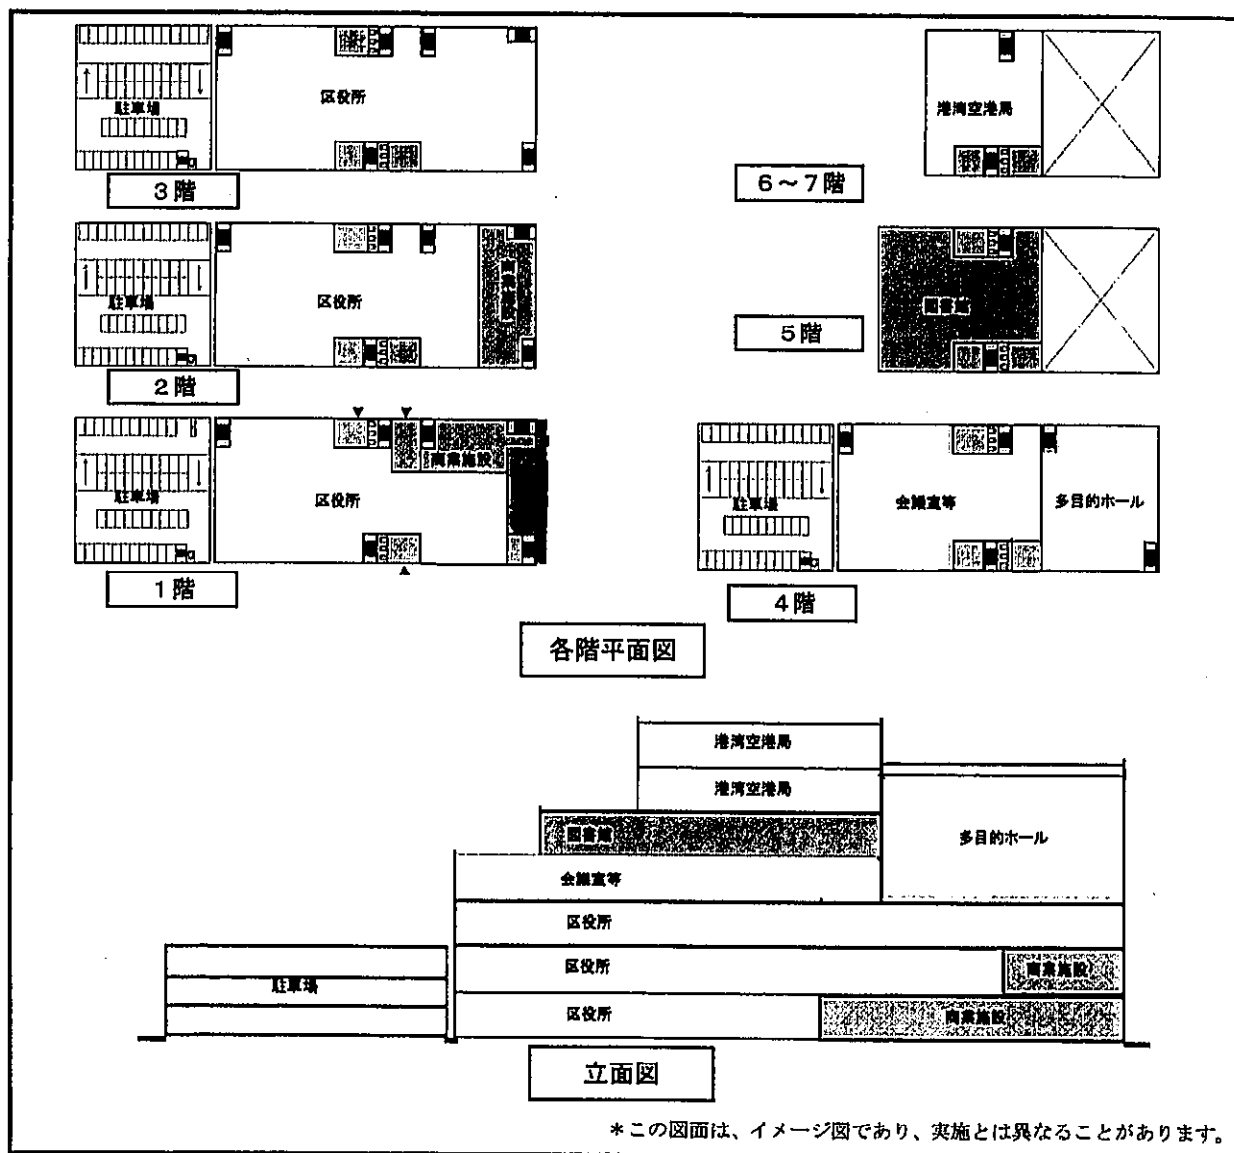 駐車場
区役所
3階
港湾空港局
6～7階
駐車場
区役所
商業施設
2階
図書館
5階
駐車場
区役所
商業施設
1階
駐車場
会議室等
多目的ホール
4階
各階平面図
港湾空港局
港湾空港局
図書館
多目的ホール
会議室等
区役所
区役所
商業施設
駐車場
区役所
商業施設
立面図
＊この図面は、イメージ図であり、実施とは異なることがあります。